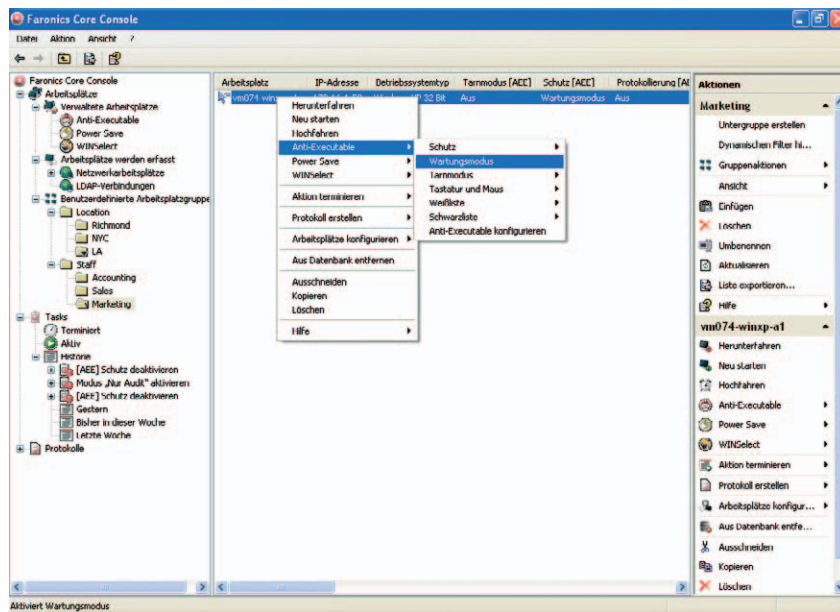 Faronics Core Console
Datei Aktion Ansicht ?
Faronics Core Console
Arbeitsplätze
Verwaltete Arbeitsplätze
Anti-Executable
Power Save
WINSelect
Arbeitsplätze werden erfasst
Netzwerkarbeitsplätze
LDAP-Verbindungen
Benutzerdefinierte Arbeitsplatzgruppe
Location
Richmond
NYC
LA
Staff
Accounting
Sales
Marketing
Tasks
Terminiert
Aktiv
Historie
[AEE] Schutz deaktivieren
Modus „Nur Audit" aktivieren
[AEE] Schutz deaktivieren
Gestern
Bisher in dieser Woche
Letzte Woche
Protokolle
Arbeitsplatz IP-Adresse Betriebssystemtyp Tarnmodus [AEE] Schutz [AEE] Protokollierung [AE
32 Bit Aus Wartungsmodus Aus
Herunterfahren
Neu starten
Hochfahren
Anti-Executable
Power Save
WINSelect
Aktion terminieren
Protokoll erstellen
Arbeitsplätze konfigurieren
Aus Datenbank entfernen
Ausschneiden
Kopieren
Löschen
Hilfe
Schutz
Wartungsmodus
Tarnmodus
Tastatur und Maus
Weißliste
Schwarzliste
Anti-Executable konfigurieren
Aktionen
Marketing
Untergruppe erstellen
Dynamischen Filter hi...
Gruppenaktionen
Ansicht
Einfügen
Löschen
Umbenennen
Aktualisieren
Liste exportieren...
Hilfe
vm074-winxp-a1
Herunterfahren
Neu starten
Hochfahren
Anti-Executable
Power Save
WINSelect
Aktion terminieren
Protokoll erstellen
Arbeitsplätze konfigur...
Aus Datenbank entfe...
Ausschneiden
Kopieren
Löschen
Aktiviert Wartungsmodus